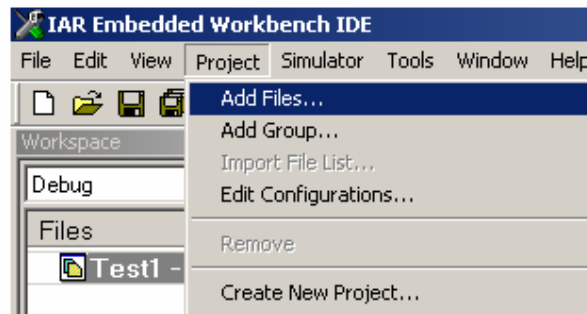 IAR Embedded Workbench IDE
File Edit View Project Simulator Tools Window Help
Add Files...
Workspace
Add Group...
Import File List...
Debug
Edit Configurations...
Files
Remove
Test1 -
Create New Project...